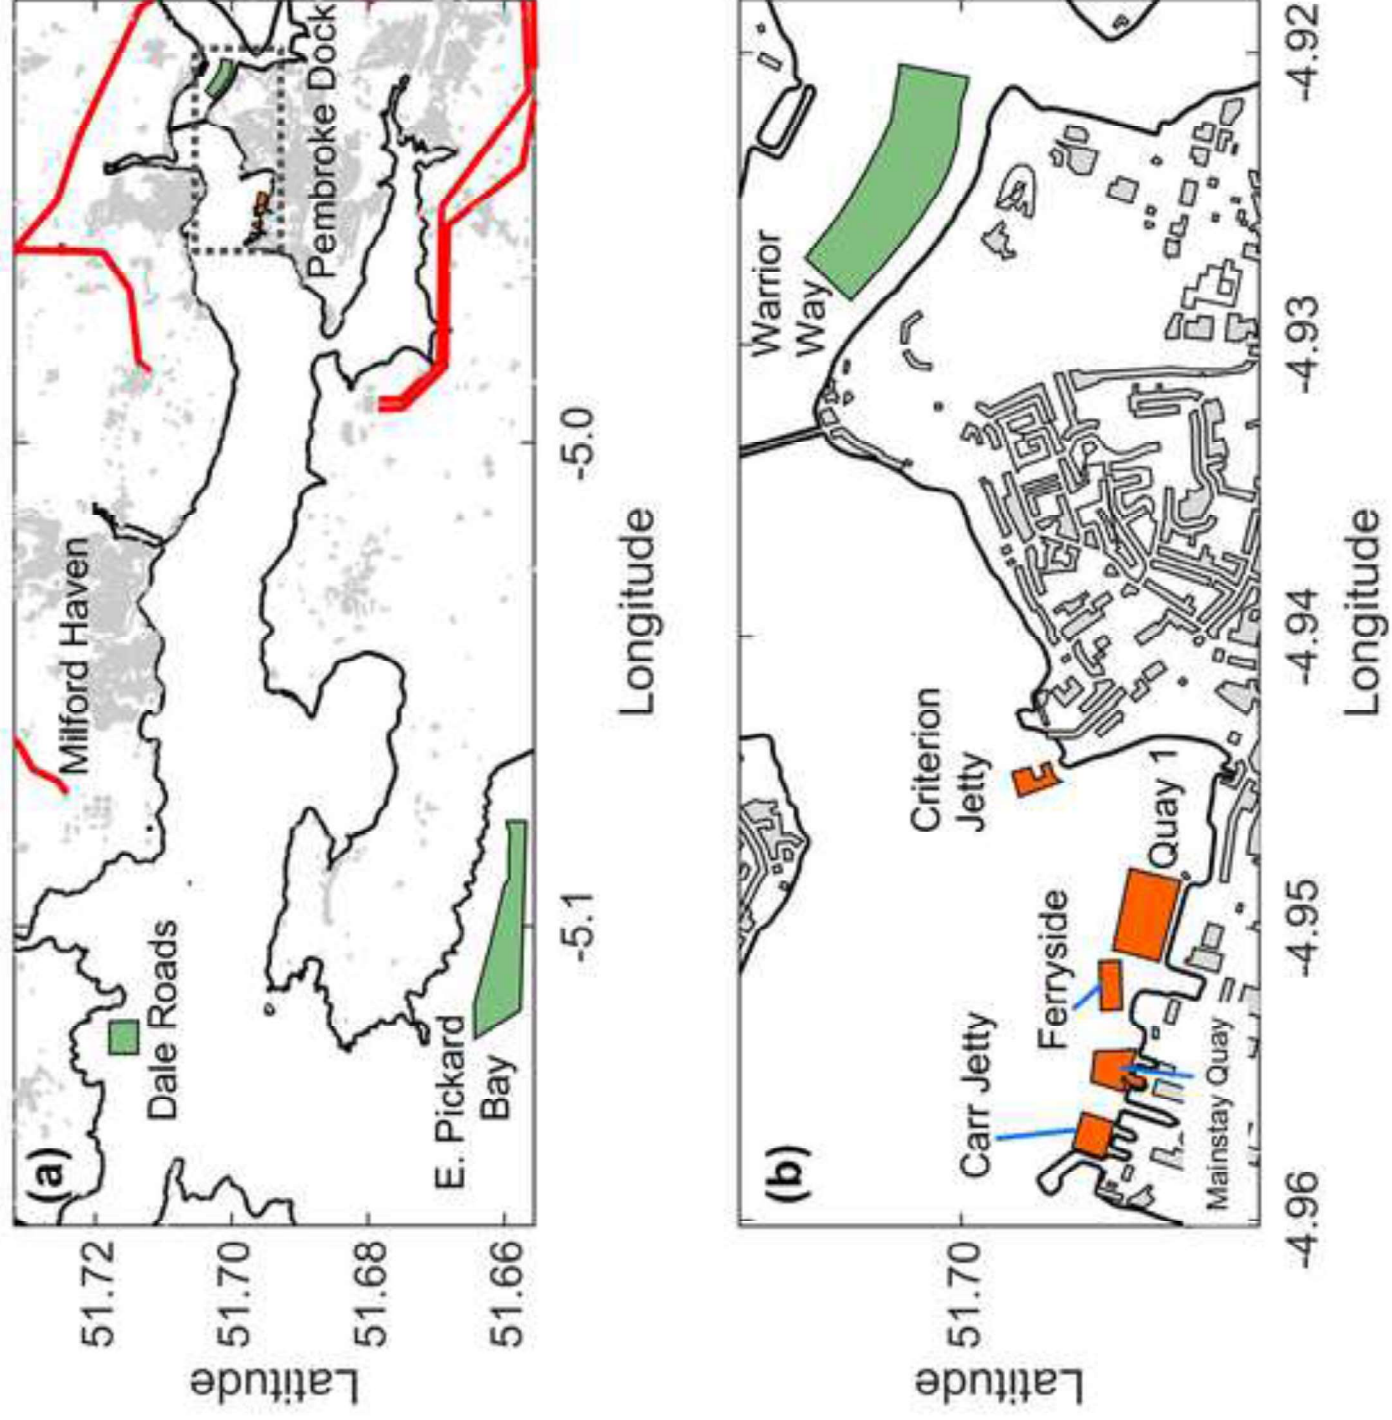 (a)
Milford Haven
Pembroke Dock
Dale Roads
E. Pickard
Bay
51.72
51.70
51.68
51.66
Latitude
-5.1
-5.0
Longitude
(b)
Warrior
Way
Criterion
Jetty
Carr Jetty
Ferryside
Quay 1
Mainstay Quay
51.70
Latitude
-4.96
-4.95
-4.94
-4.93
-4.92
Longitude